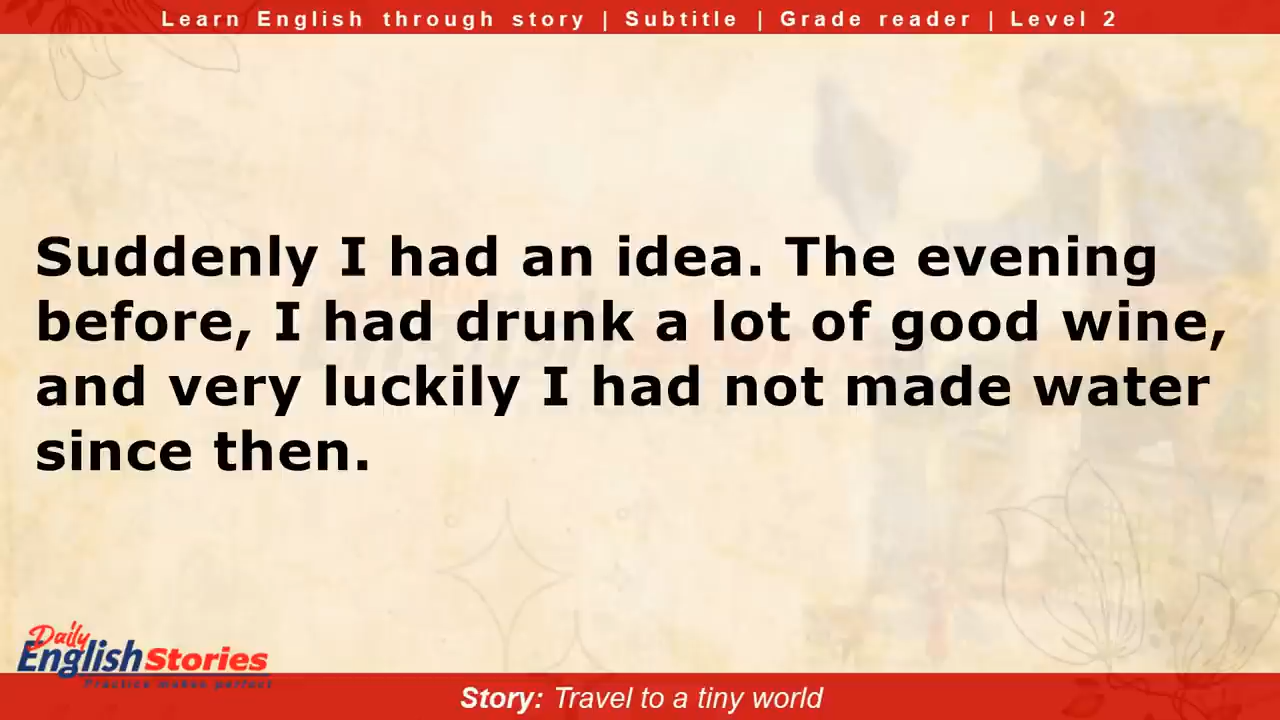 Learn English through story | Subtitle | Grade reader | Level 2
Suddenly I had an idea. The evening
before, I had drunk a lot of good wine,
and very luckily I had not made water
since then.
Daily
English Stories
Practice makes perfect
Story: Travel to a tiny world